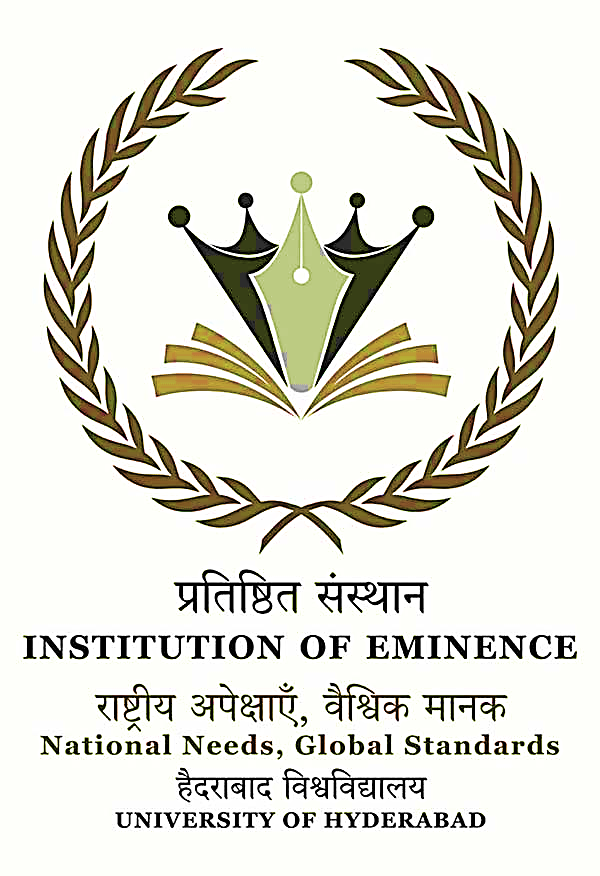 प्रतिष्ठित संस्थान
INSTITUTION OF EMINENCE
राष्ट्रीय अपेक्षाएँ, वैश्विक मानक
National Needs, Global Standards
हैदराबाद विश्वविद्यालय
UNIVERSITY OF HYDERABAD